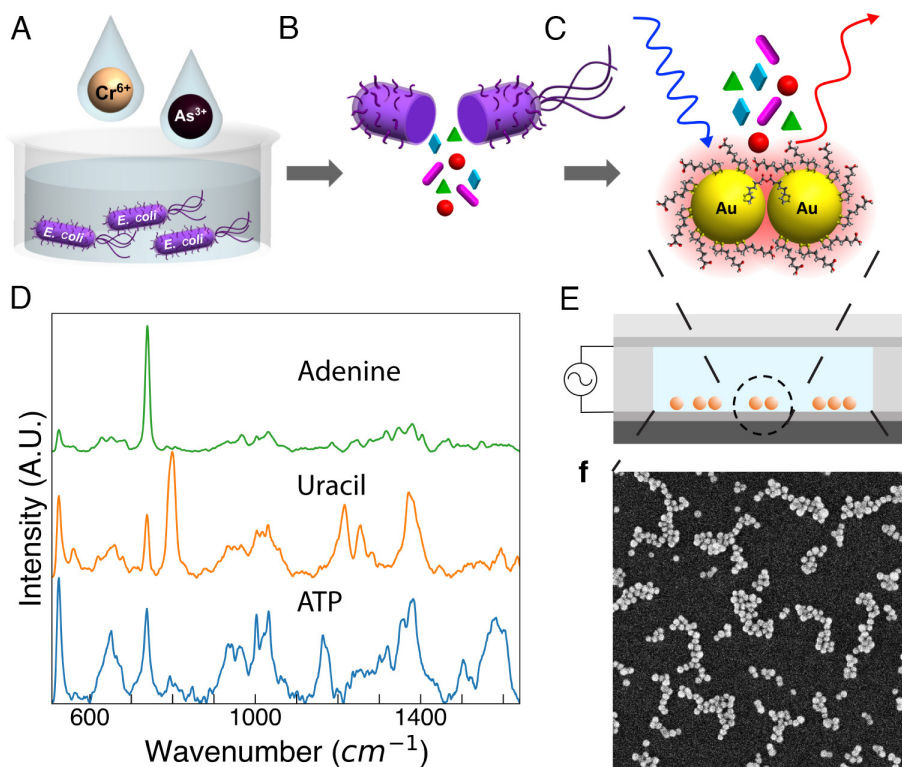 A
B
C
Cr6+
As3+
E. coli
E. coli
E. coli
Au
Au
D
E
Adenine
Uracil
ATP
Intensity (A.U.)
600
1000
1400
Wavenumber (cm⁻¹)
f